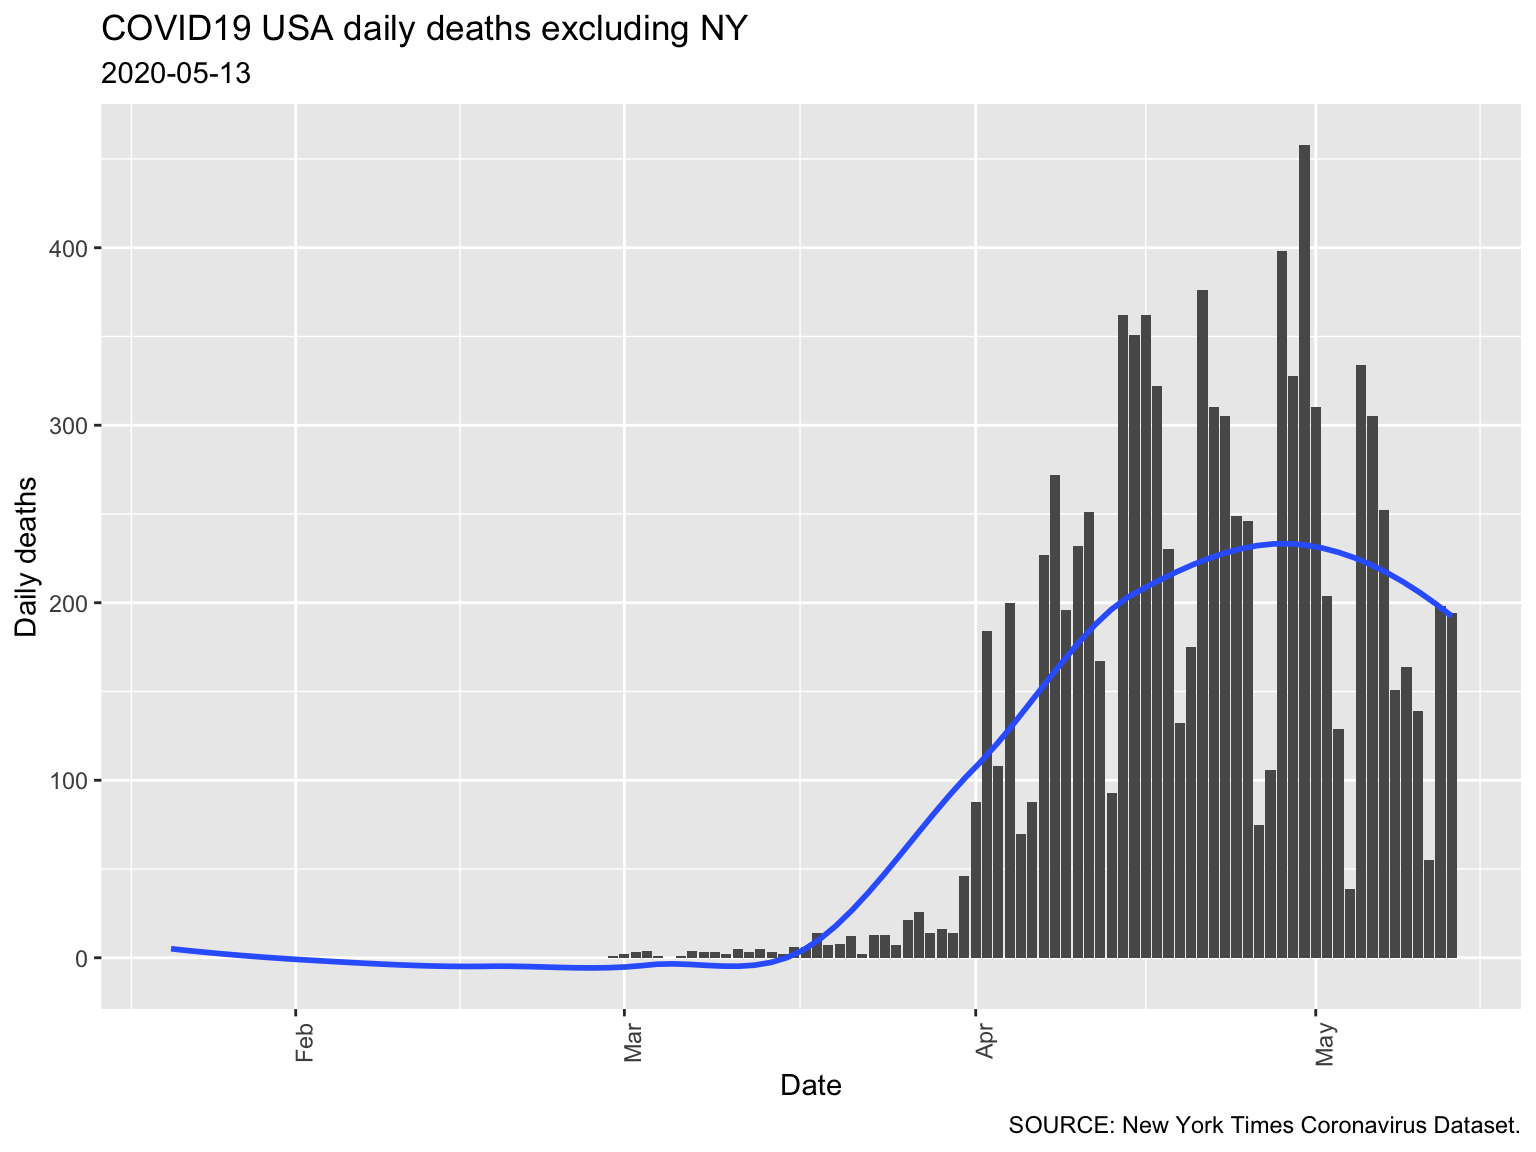 COVID19 USA daily deaths excluding NY
2020-05-13
Daily deaths
400
300
200
100
0
Feb
Mar
Apr
May
Date
SOURCE: New York Times Coronavirus Dataset.